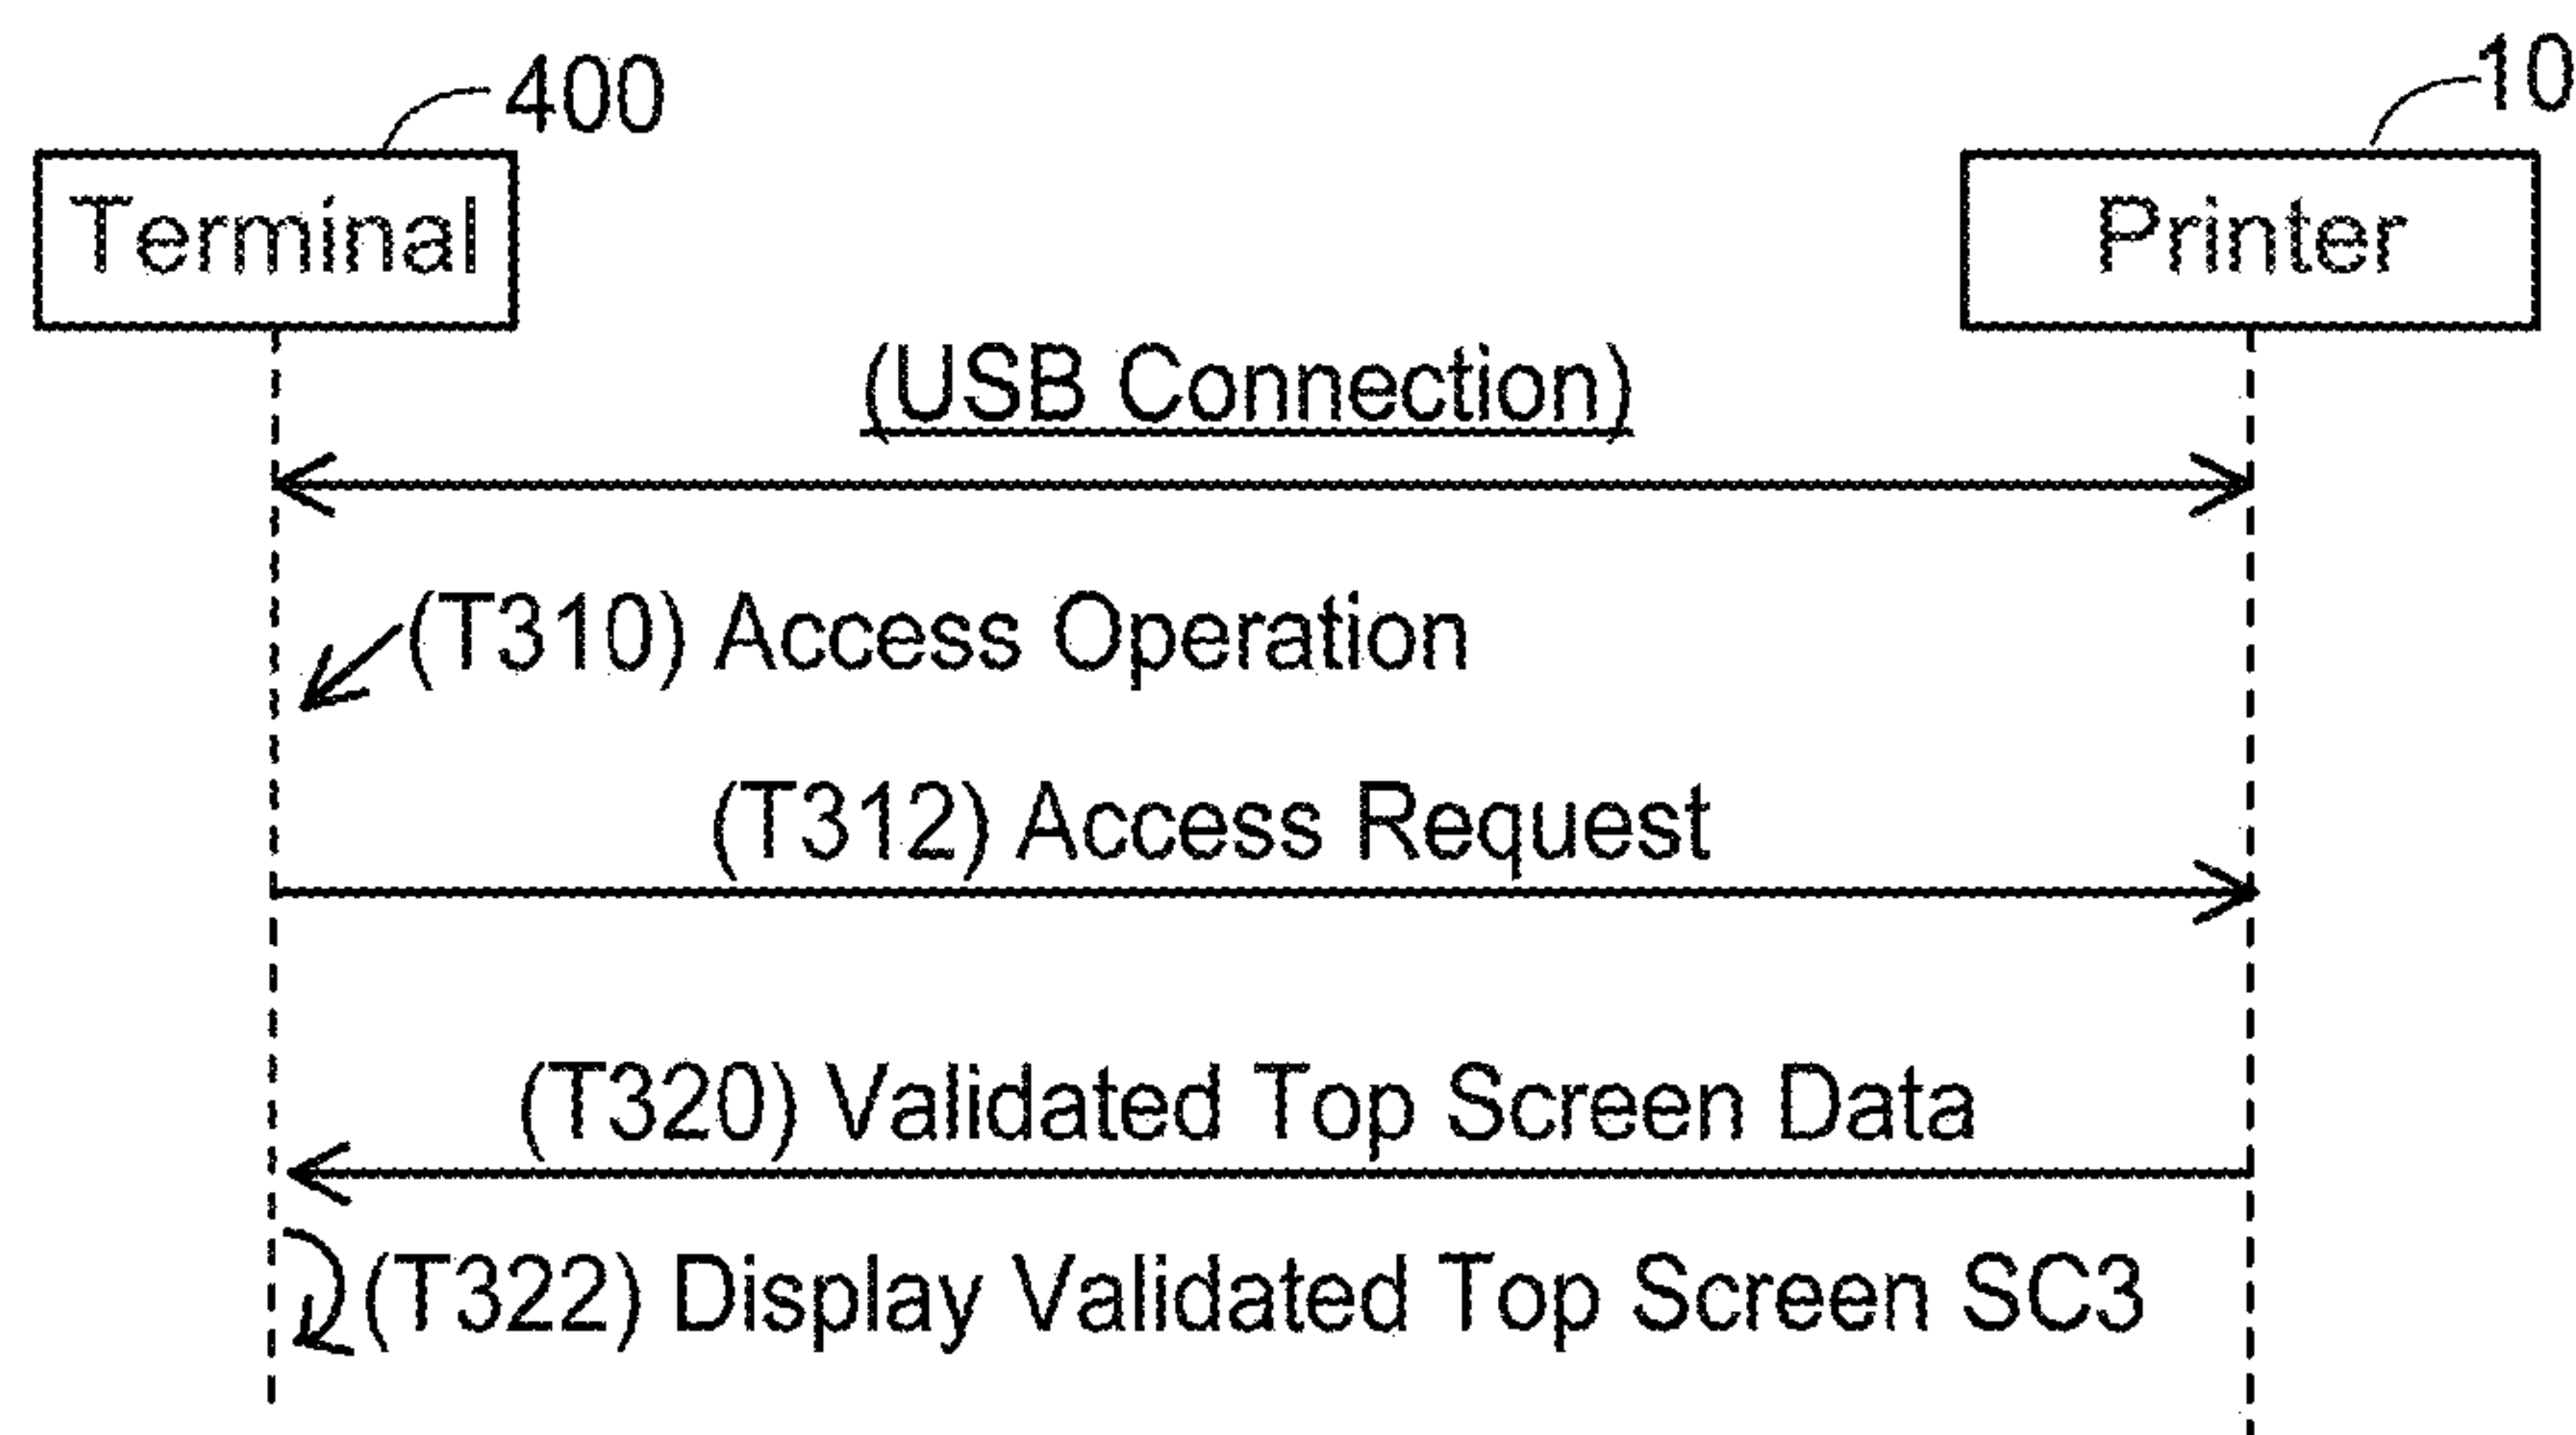 400
10
Terminal
Printer
(USB Connection)
(T310) Access Operation
(T312) Access Request
(T320) Validated Top Screen Data
(T322) Display Validated Top Screen SC3